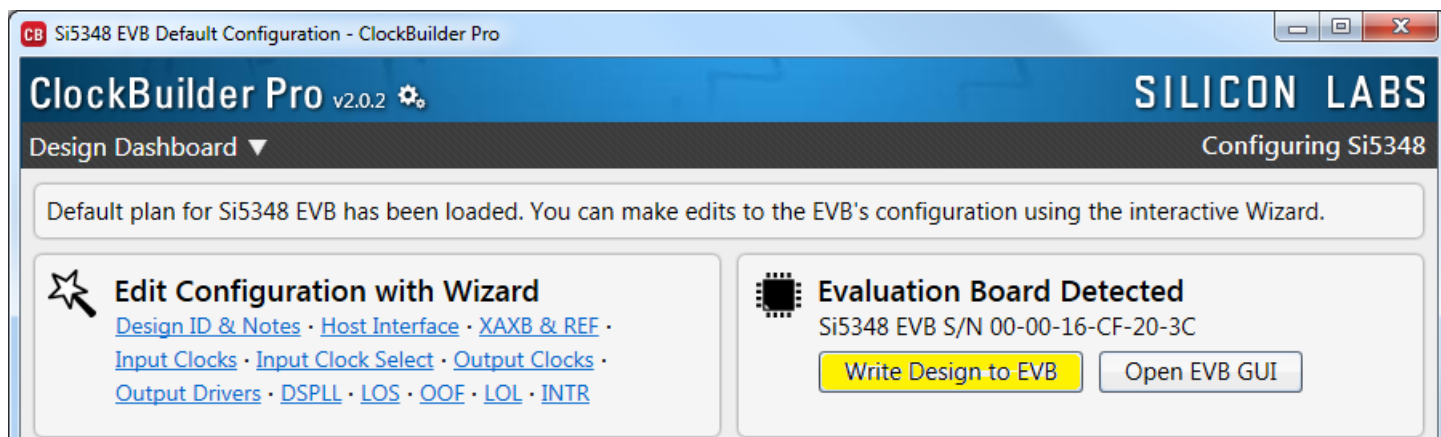 CB Si5348 EVB Default Configuration - ClockBuilder Pro
X
ClockBuilder Pro v2.0.2
SILICON LABS
Design Dashboard ▼
Configuring Si5348
Default plan for Si5348 EVB has been loaded. You can make edits to the EVB's configuration using the interactive Wizard.
Edit Configuration with Wizard
Design ID & Notes · Host Interface · XAXB & REF ·
Input Clocks · Input Clock Select · Output Clocks ·
Output Drivers · DSPLL · LOS · OOF · LOL · INTR
Evaluation Board Detected
Si5348 EVB S/N 00-00-16-CF-20-3C
Write Design to EVB
Open EVB GUI